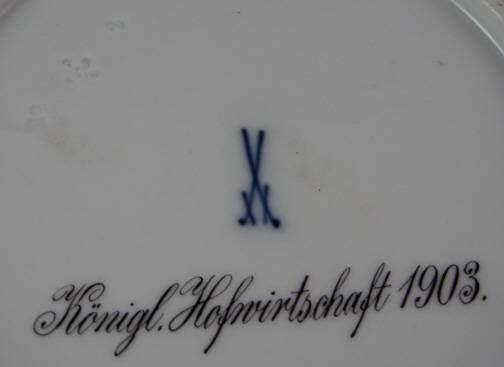 Königl. Hofwirtschaft 1903.